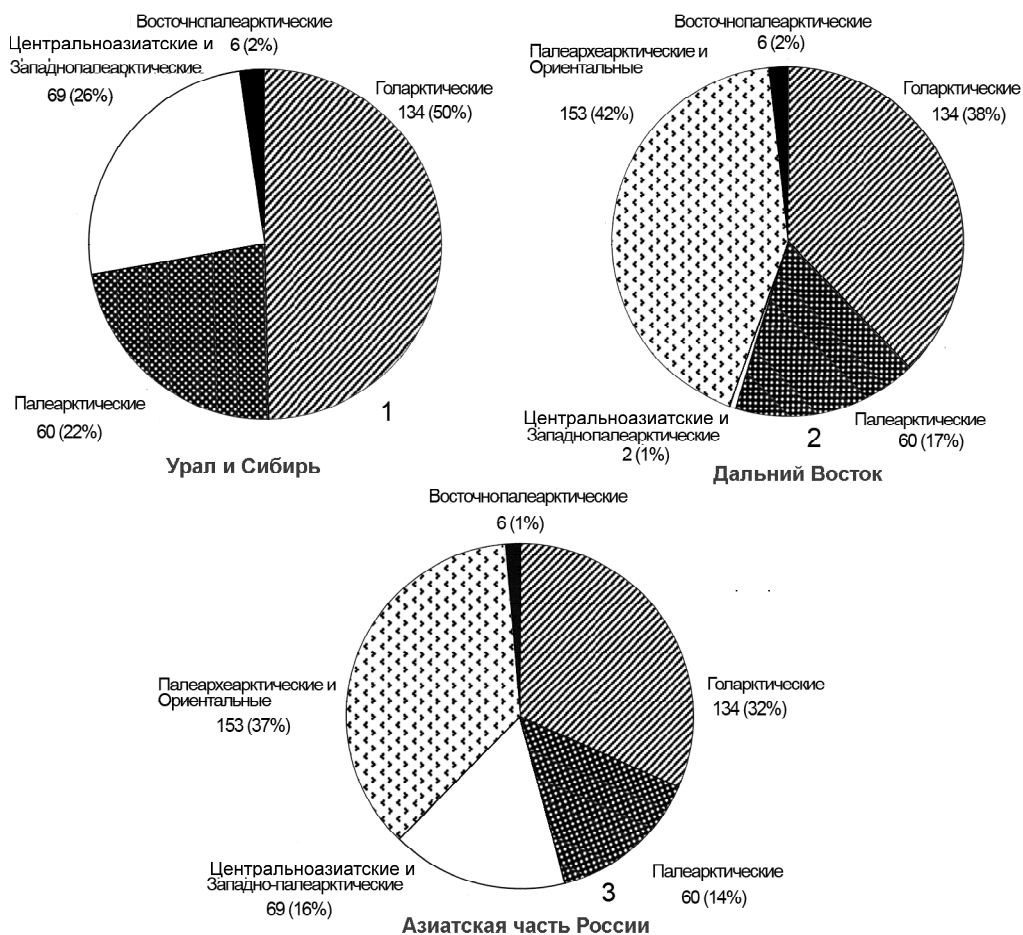 Восточнспалеарктические
6 (2%)
Центральноазиатские и
Западнопалеарктические
69 (26%)
Голарктические
134 (50%)
Палеарктические
60 (22%)
1
Урал и Сибирь
Восточнопалеарктические
6 (2%)
Палеархеарктические и
Ориентальные
153 (42%)
Голарктические
134 (38%)
Центральноазиатские и
Западнопалеарктические
2 (1%)
Палеарктические
60 (17%)
2
Дальний Восток
Восточнопалеарктические
6 (1%)
Палеархеарктические и
Ориентальные
153 (37%)
Голарктические
134 (32%)
Центральноазиатские и
Западно-палеарктические
69 (16%)
Палеарктические
60 (14%)
3
Азиатская часть России